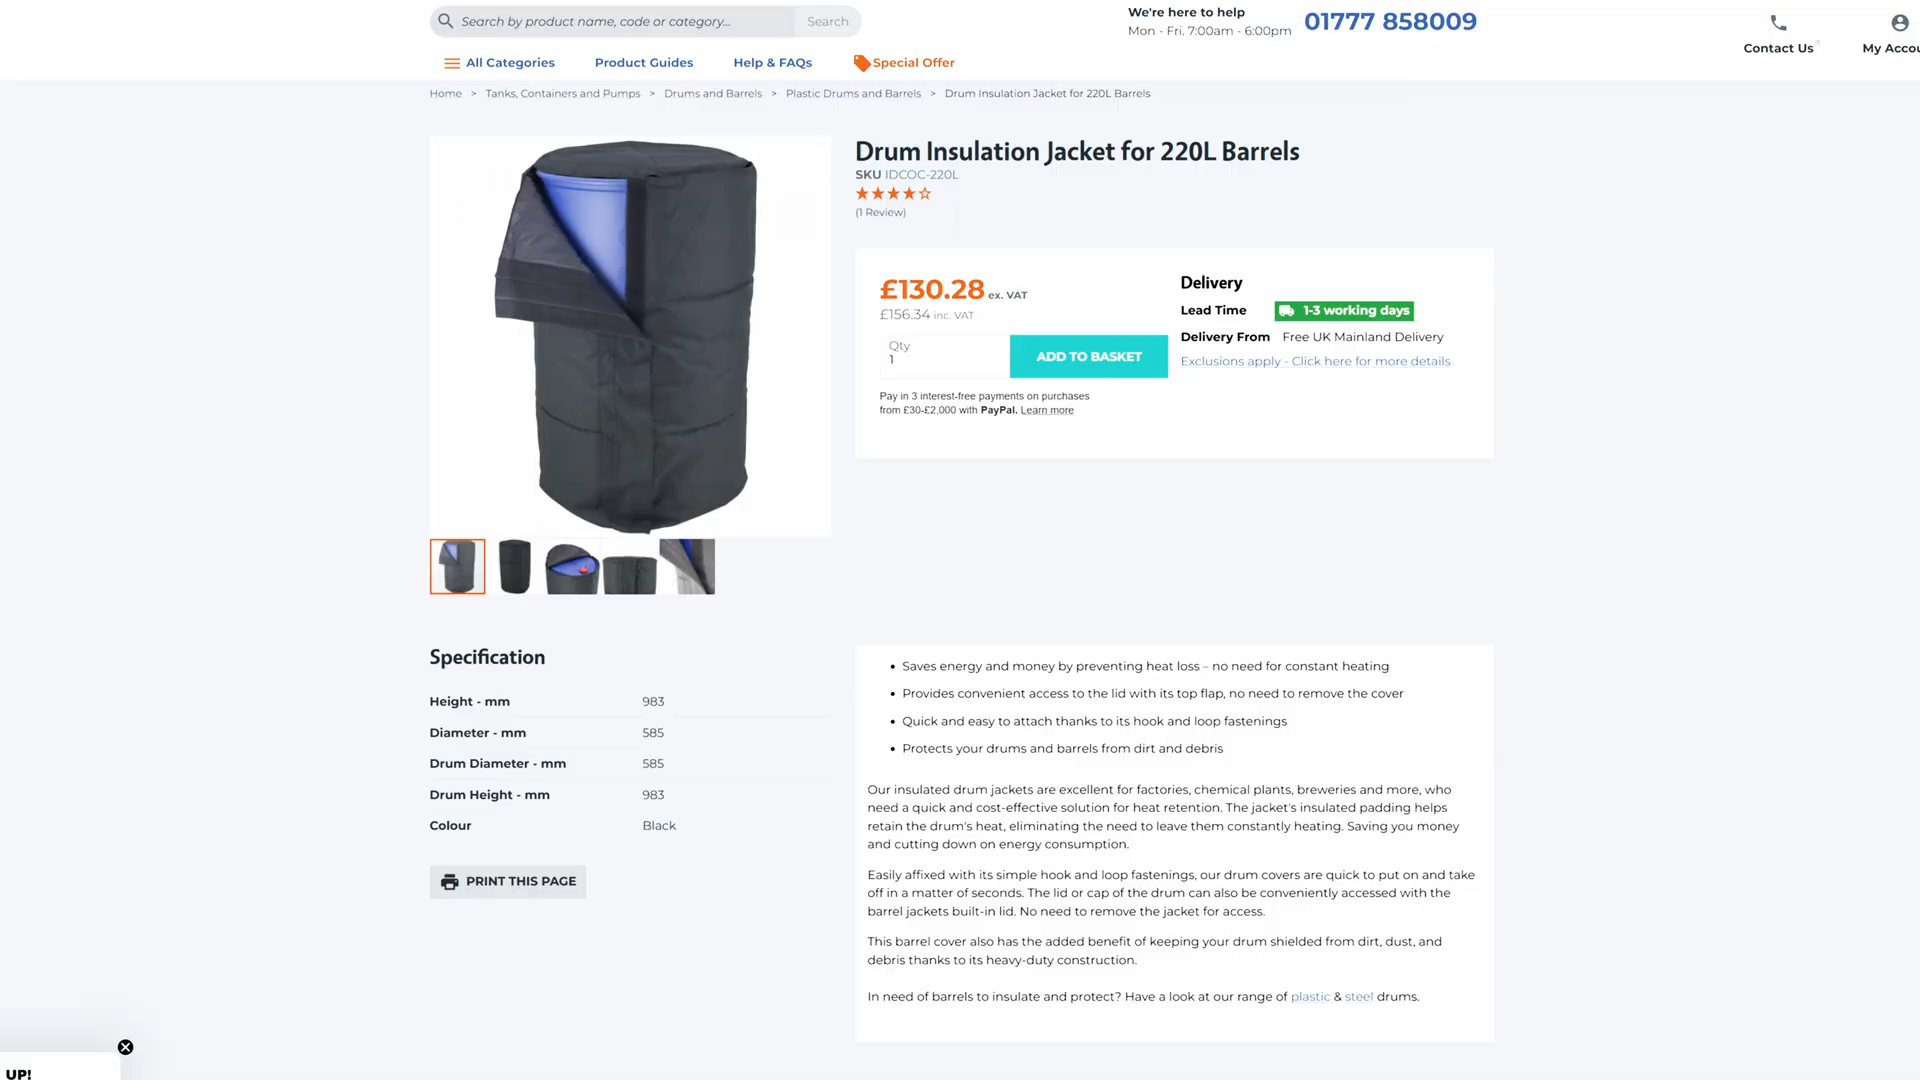 Search by product name, code or category...
Search
We're here to help
Mon - Fri. 7:00am - 6:00pm
01777 858009
Contact Us
My Accou
All Categories
Product Guides
Help & FAQs
Special Offer
Home > Tanks, Containers and Pumps > Drums and Barrels > Plastic Drums and Barrels > Drum Insulation Jacket for 220L Barrels
Drum Insulation Jacket for 220L Barrels
SKU IDCOC-220L
(1 Review)
£130.28 ex. VAT
£156.34 inc. VAT
Qty
1
ADD TO BASKET
Pay in 3 interest-free payments on purchases
from £30-£2,000 with PayPal. Learn more
Delivery
Lead Time 1-3 working days
Delivery From Free UK Mainland Delivery
Exclusions apply - Click here for more details
Specification
Height - mm 983
Diameter - mm 585
Drum Diameter - mm 585
Drum Height - mm 983
Colour Black
PRINT THIS PAGE
• Saves energy and money by preventing heat loss – no need for constant heating
• Provides convenient access to the lid with its top flap, no need to remove the cover
• Quick and easy to attach thanks to its hook and loop fastenings
• Protects your drums and barrels from dirt and debris
Our insulated drum jackets are excellent for factories, chemical plants, breweries and more, who
need a quick and cost-effective solution for heat retention. The jacket's insulated padding helps
retain the drum's heat, eliminating the need to leave them constantly heating. Saving you money
and cutting down on energy consumption.
Easily affixed with its simple hook and loop fastenings, our drum covers are quick to put on and take
off in a matter of seconds. The lid or cap of the drum can also be conveniently accessed with the
barrel jackets built-in lid. No need to remove the jacket for access.
This barrel cover also has the added benefit of keeping your drum shielded from dirt, dust, and
debris thanks to its heavy-duty construction.
In need of barrels to insulate and protect? Have a look at our range of plastic & steel drums.
UP!